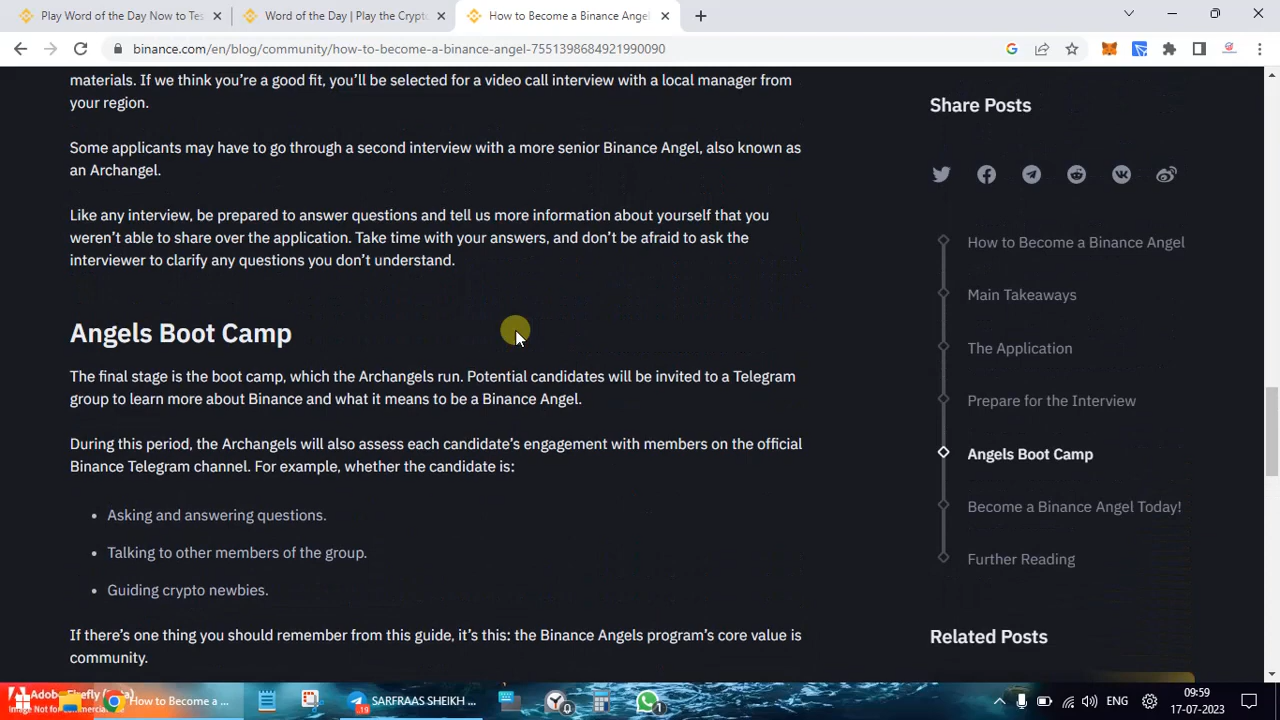 Play Word of the Day Now to Tes
Word of the Day | Play the Crypto
How to Become a Binance Angel
binance.com/en/blog/community/how-to-become-a-binance-angel-7551398684921990090
materials. If we think you're a good fit, you'll be selected for a video call interview with a local manager from
your region.
Some applicants may have to go through a second interview with a more senior Binance Angel, also known as
an Archangel.
Like any interview, be prepared to answer questions and tell us more information about yourself that you
weren't able to share over the application. Take time with your answers, and don't be afraid to ask the
interviewer to clarify any questions you don't understand.
Angels Boot Camp
The final stage is the boot camp, which the Archangels run. Potential candidates will be invited to a Telegram
group to learn more about Binance and what it means to be a Binance Angel.
During this period, the Archangels will also assess each candidate's engagement with members on the official
Binance Telegram channel. For example, whether the candidate is:
• Asking and answering questions.
• Talking to other members of the group.
• Guiding crypto newbies.
If there's one thing you should remember from this guide, it's this: the Binance Angels program's core value is
community.
Share Posts
How to Become a Binance Angel
Main Takeaways
The Application
Prepare for the Interview
Angels Boot Camp
Become a Binance Angel Today!
Further Reading
Related Posts
Adobe Firefly
Image Not for
How to Become a ...
19
SARFRAAS SHEIKH ...
0
1
ENG
09:59
17-07-2023